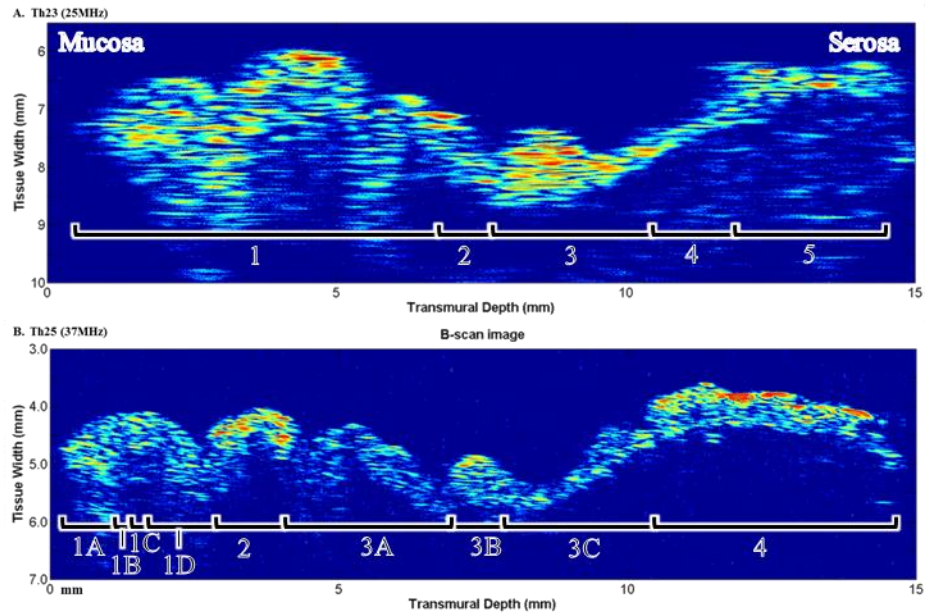 A. Th23 (25MHz)
Mucosa
Serosa
6
7
8
9
10
Tissue Width (mm)
1
2
3
4
5
0
5
10
15
Transmural Depth (mm)
B. Th25 (37MHz)
B-scan image
3.0
4.0
5.0
6.0
7.0
Tissue Width (mm)
1A
1B
1C
1D
2
3A
3B
3C
4
0 mm
5
10
15
Transmural Depth (mm)